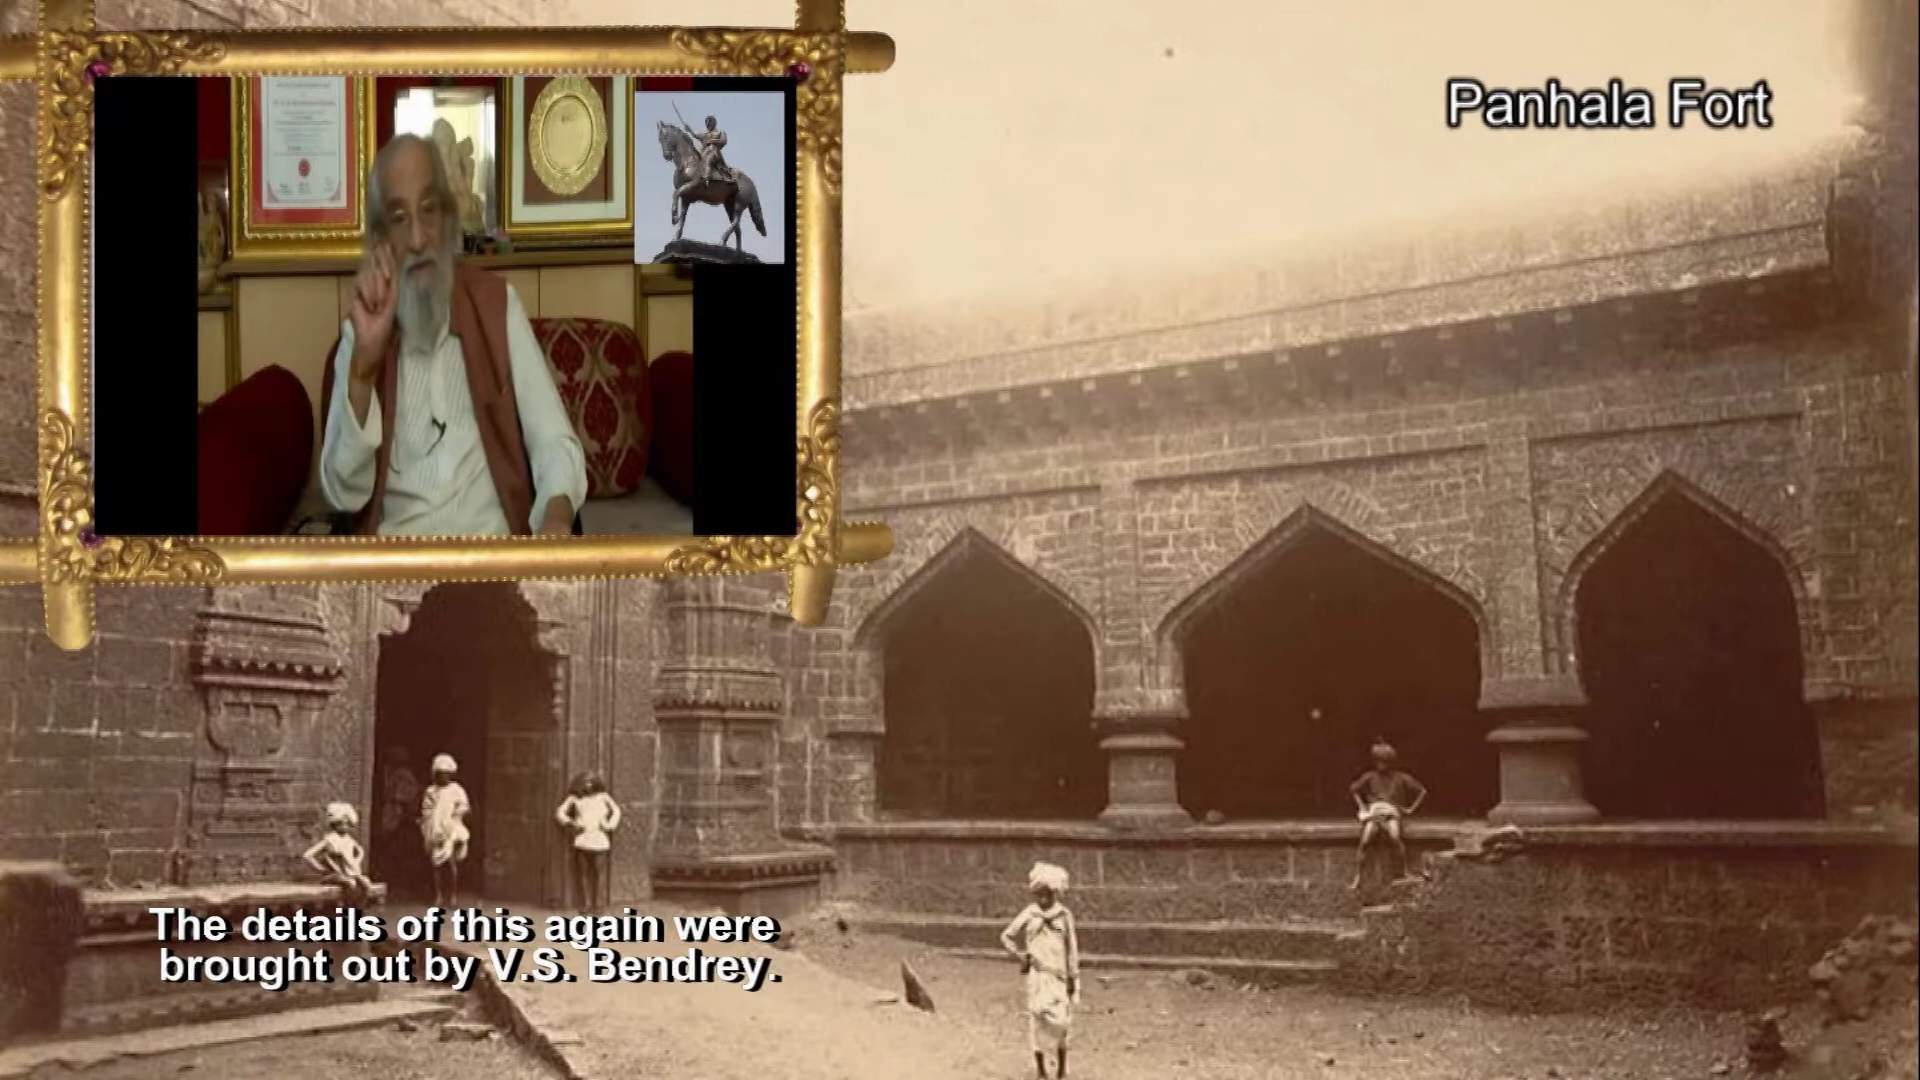 Panhala Fort
The details of this again were
brought out by V.S. Bendrey.